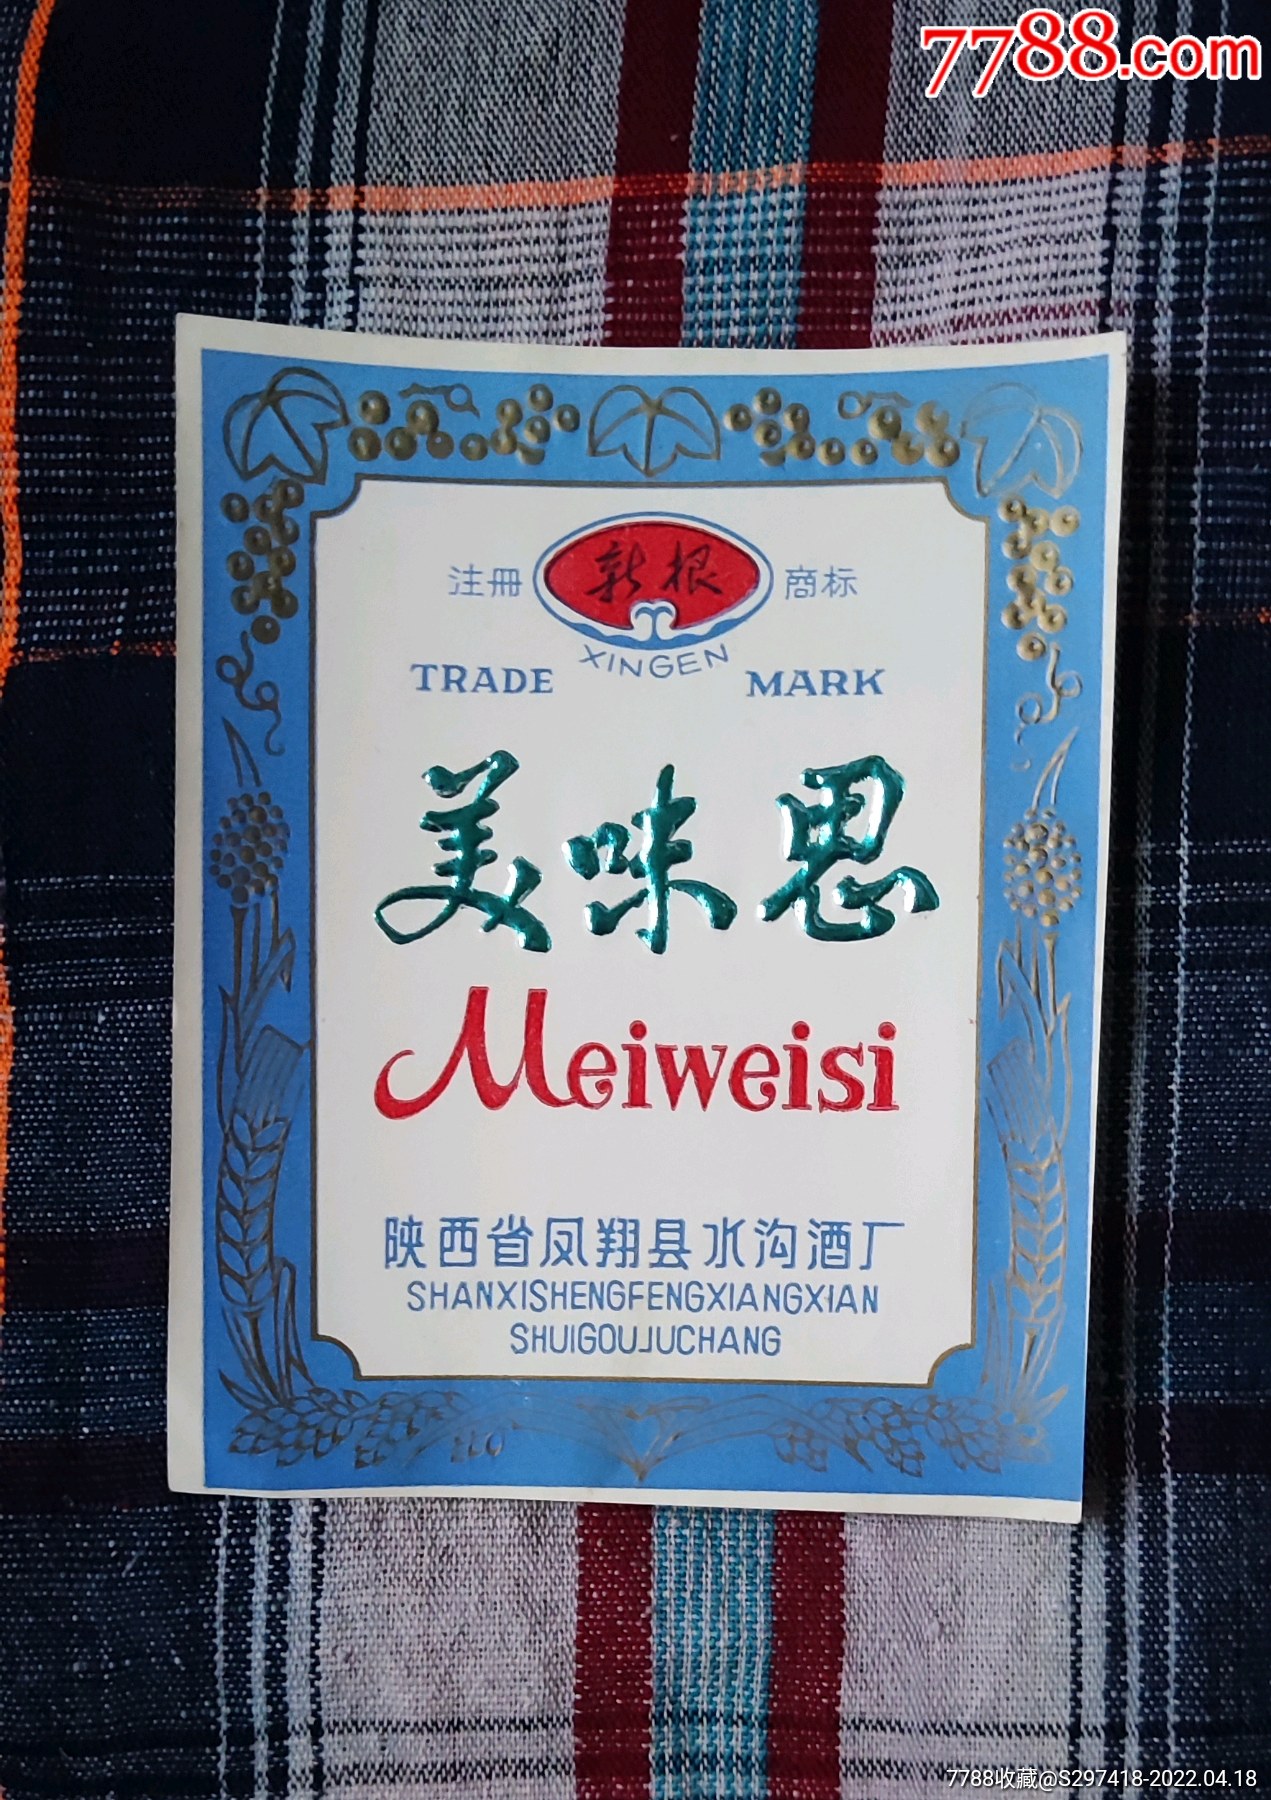 7788.com
注册 新根 商标
XINGEN
TRADE MARK
美味思
Meiweisi
陕西省凤翔县水沟酒厂
SHANXISHENGFENGXIANGXIAN
SHUIGOUJUCHANG
7788收藏@S297418-2022.04.18